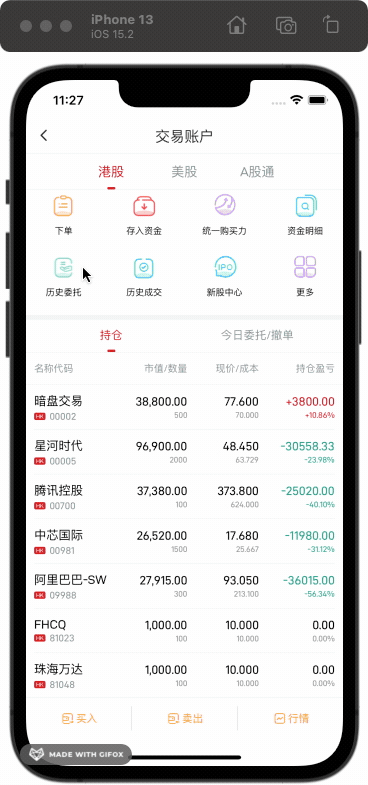 iPhone 13
iOS 15.2
11:27
交易账户
港股 美股 A股通
下单 存入资金 统一购买力 资金明细
IPO
历史委托 历史成交 新股中心 更多
持仓 今日委托/撤单
名称代码 市值/数量 现价/成本 持仓盈亏
暗盘交易 38,800.00 77.600 +3800.00
HK 00002 500 70.000 +10.86%
星河时代 96,900.00 48.450 -30558.33
HK 00005 2000 63.729 -23.98%
腾讯控股 37,380.00 373.800 -25020.00
HK 00700 100 624.000 -40.10%
中芯国际 26,520.00 17.680 -11980.00
HK 00981 1500 25.667 -31.12%
阿里巴巴-SW 27,915.00 93.050 -36015.00
HK 09988 300 213.100 -56.34%
FHCQ 1,000.00 10.000 0.00
HK 81023 100 10.000 0.00%
珠海万达 1,000.00 10.000 0.00
HK 81048 100 10.000 0.00%
买入 卖出 行情
MADE WITH GIFOX